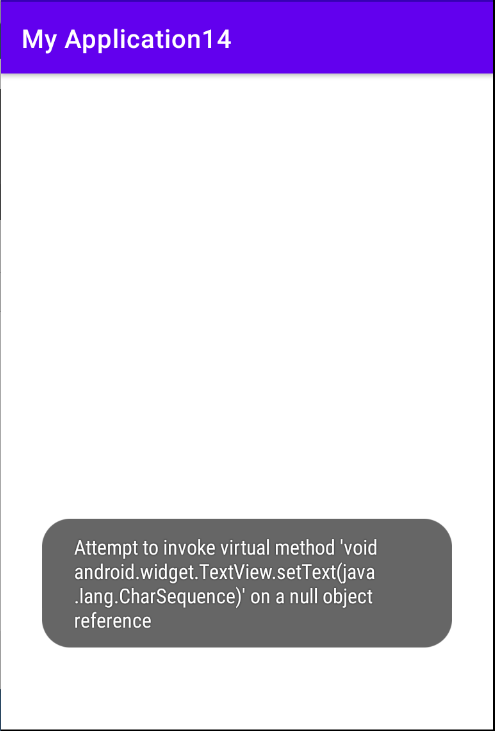 My Application14
Attempt to invoke virtual method 'void
android.widget.TextView.setText(java
.lang.CharSequence)' on a null object
reference